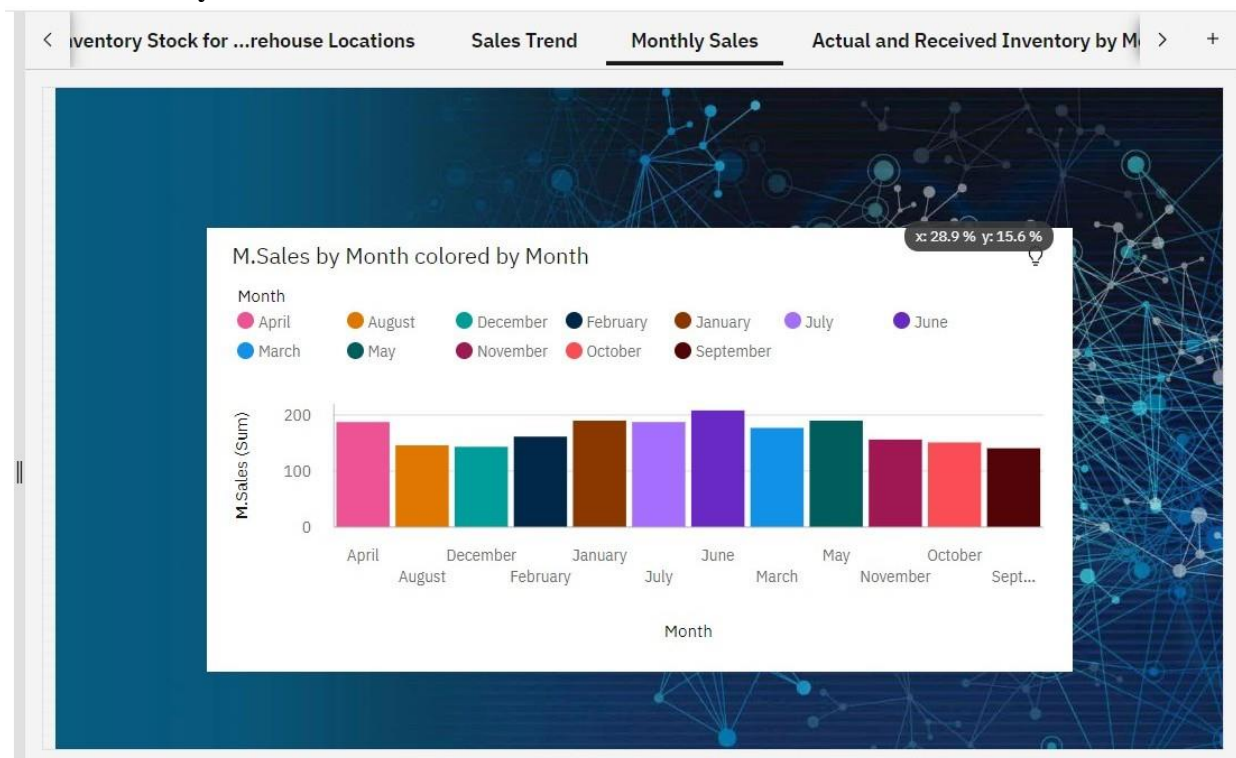 ventory Stock for ...rehouse Locations Sales Trend Monthly Sales Actual and Received Inventory by M
x: 28.9 % y: 15.6 %
M.Sales by Month colored by Month
Month
April August December February January July June
March May November October September
M.Sales (Sum)
200
100
0
April December January June May October
August February July March November Sept...
Month